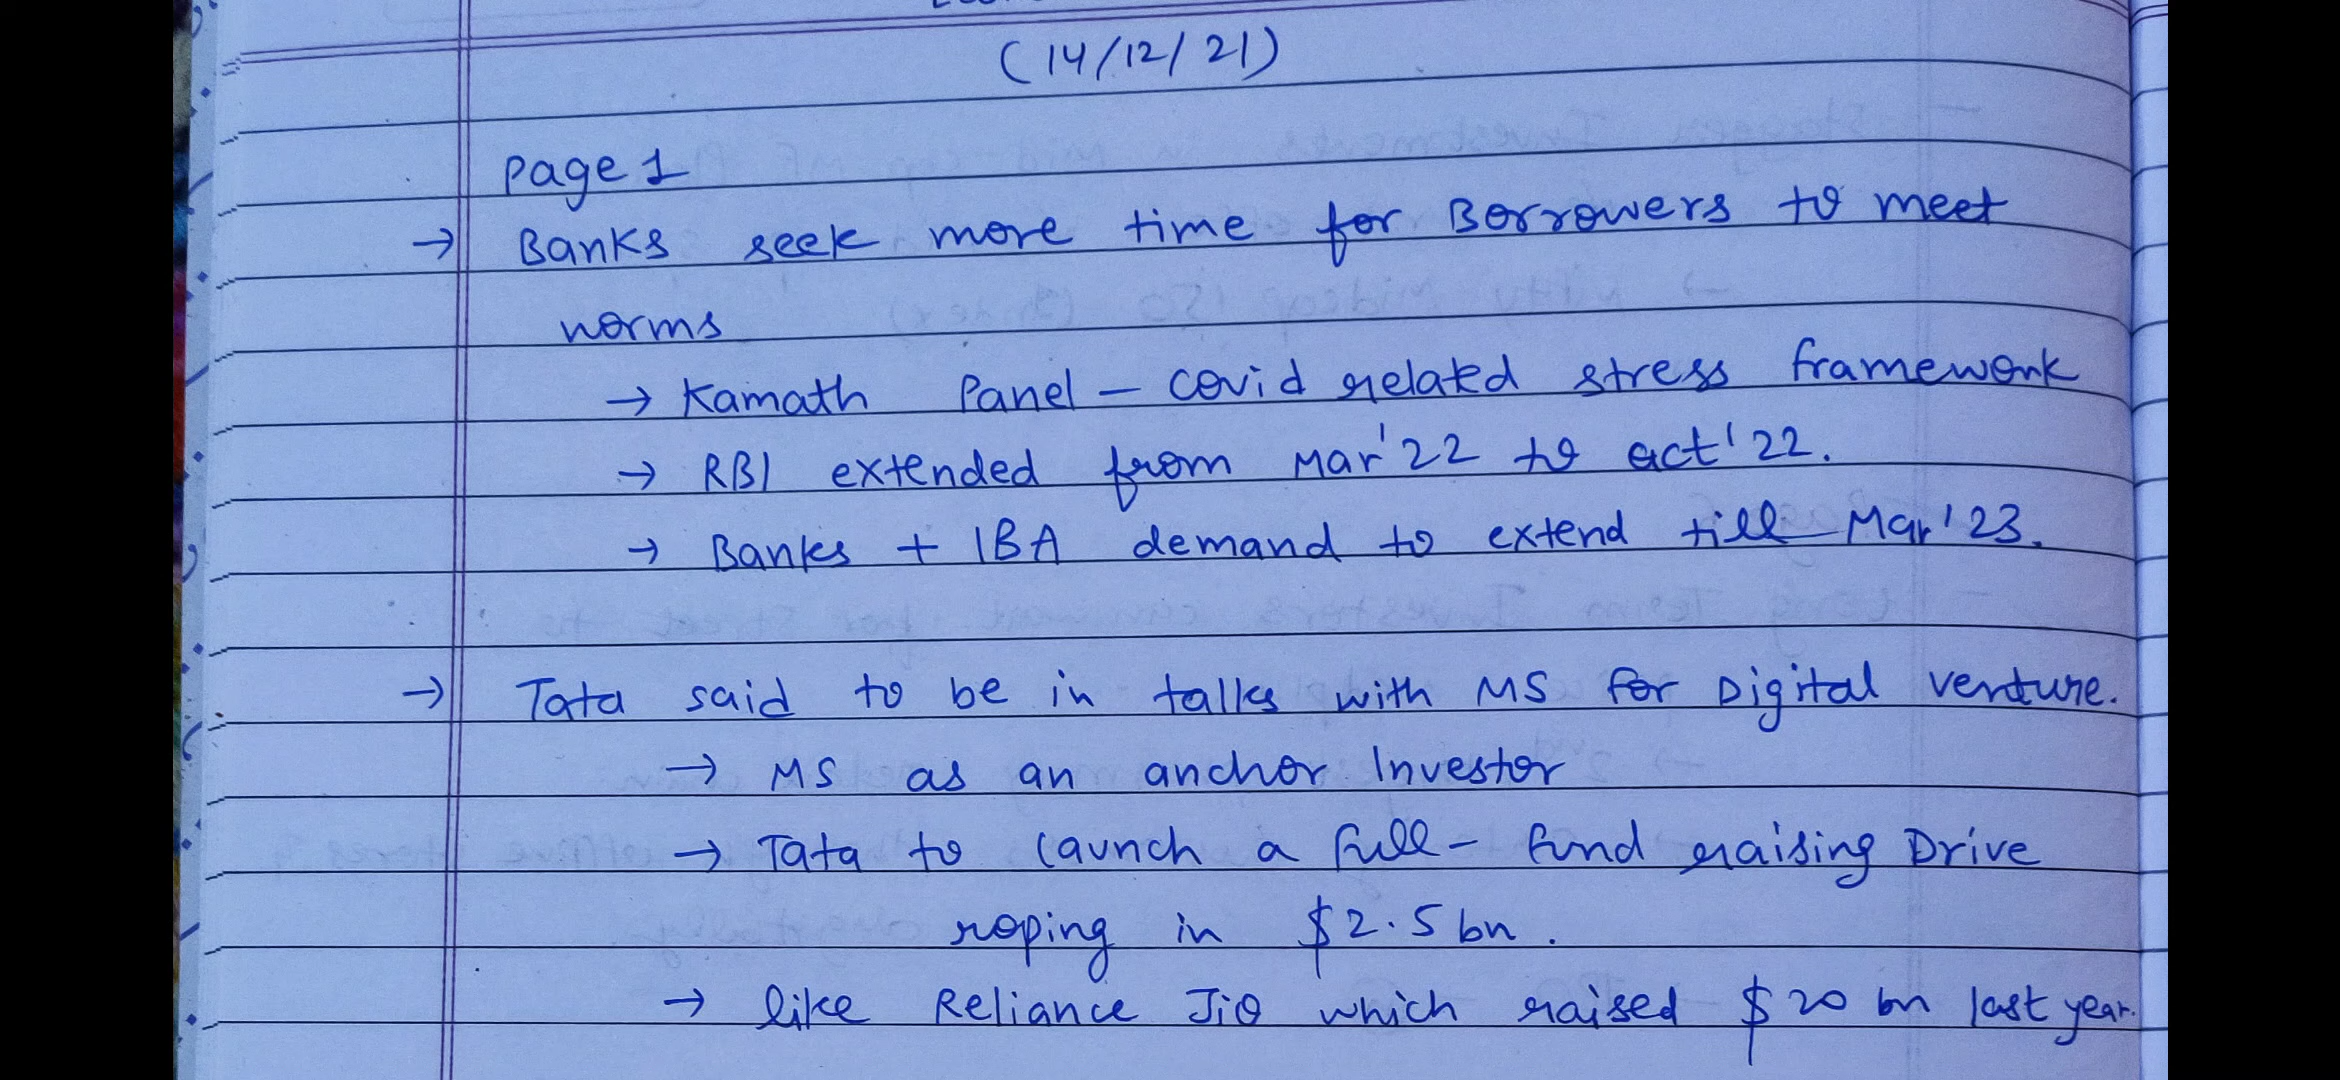 (14/12/21)
Page 1
→ Banks seek more time for Borrowers to meet
norms
→ Kamath Panel - Covid related stress framework
→ RBI extended from Mar'22 to Oct'22.
→ Banks + IBA demand to extend till Mar'23.
→ Tata said to be in talks with MS for Digital venture.
→ MS as an anchor Investor
→ Tata to launch a full- fund raising Drive
roping in $2.5 bn.
→ like Reliance Jio which raised $20 bn last year.